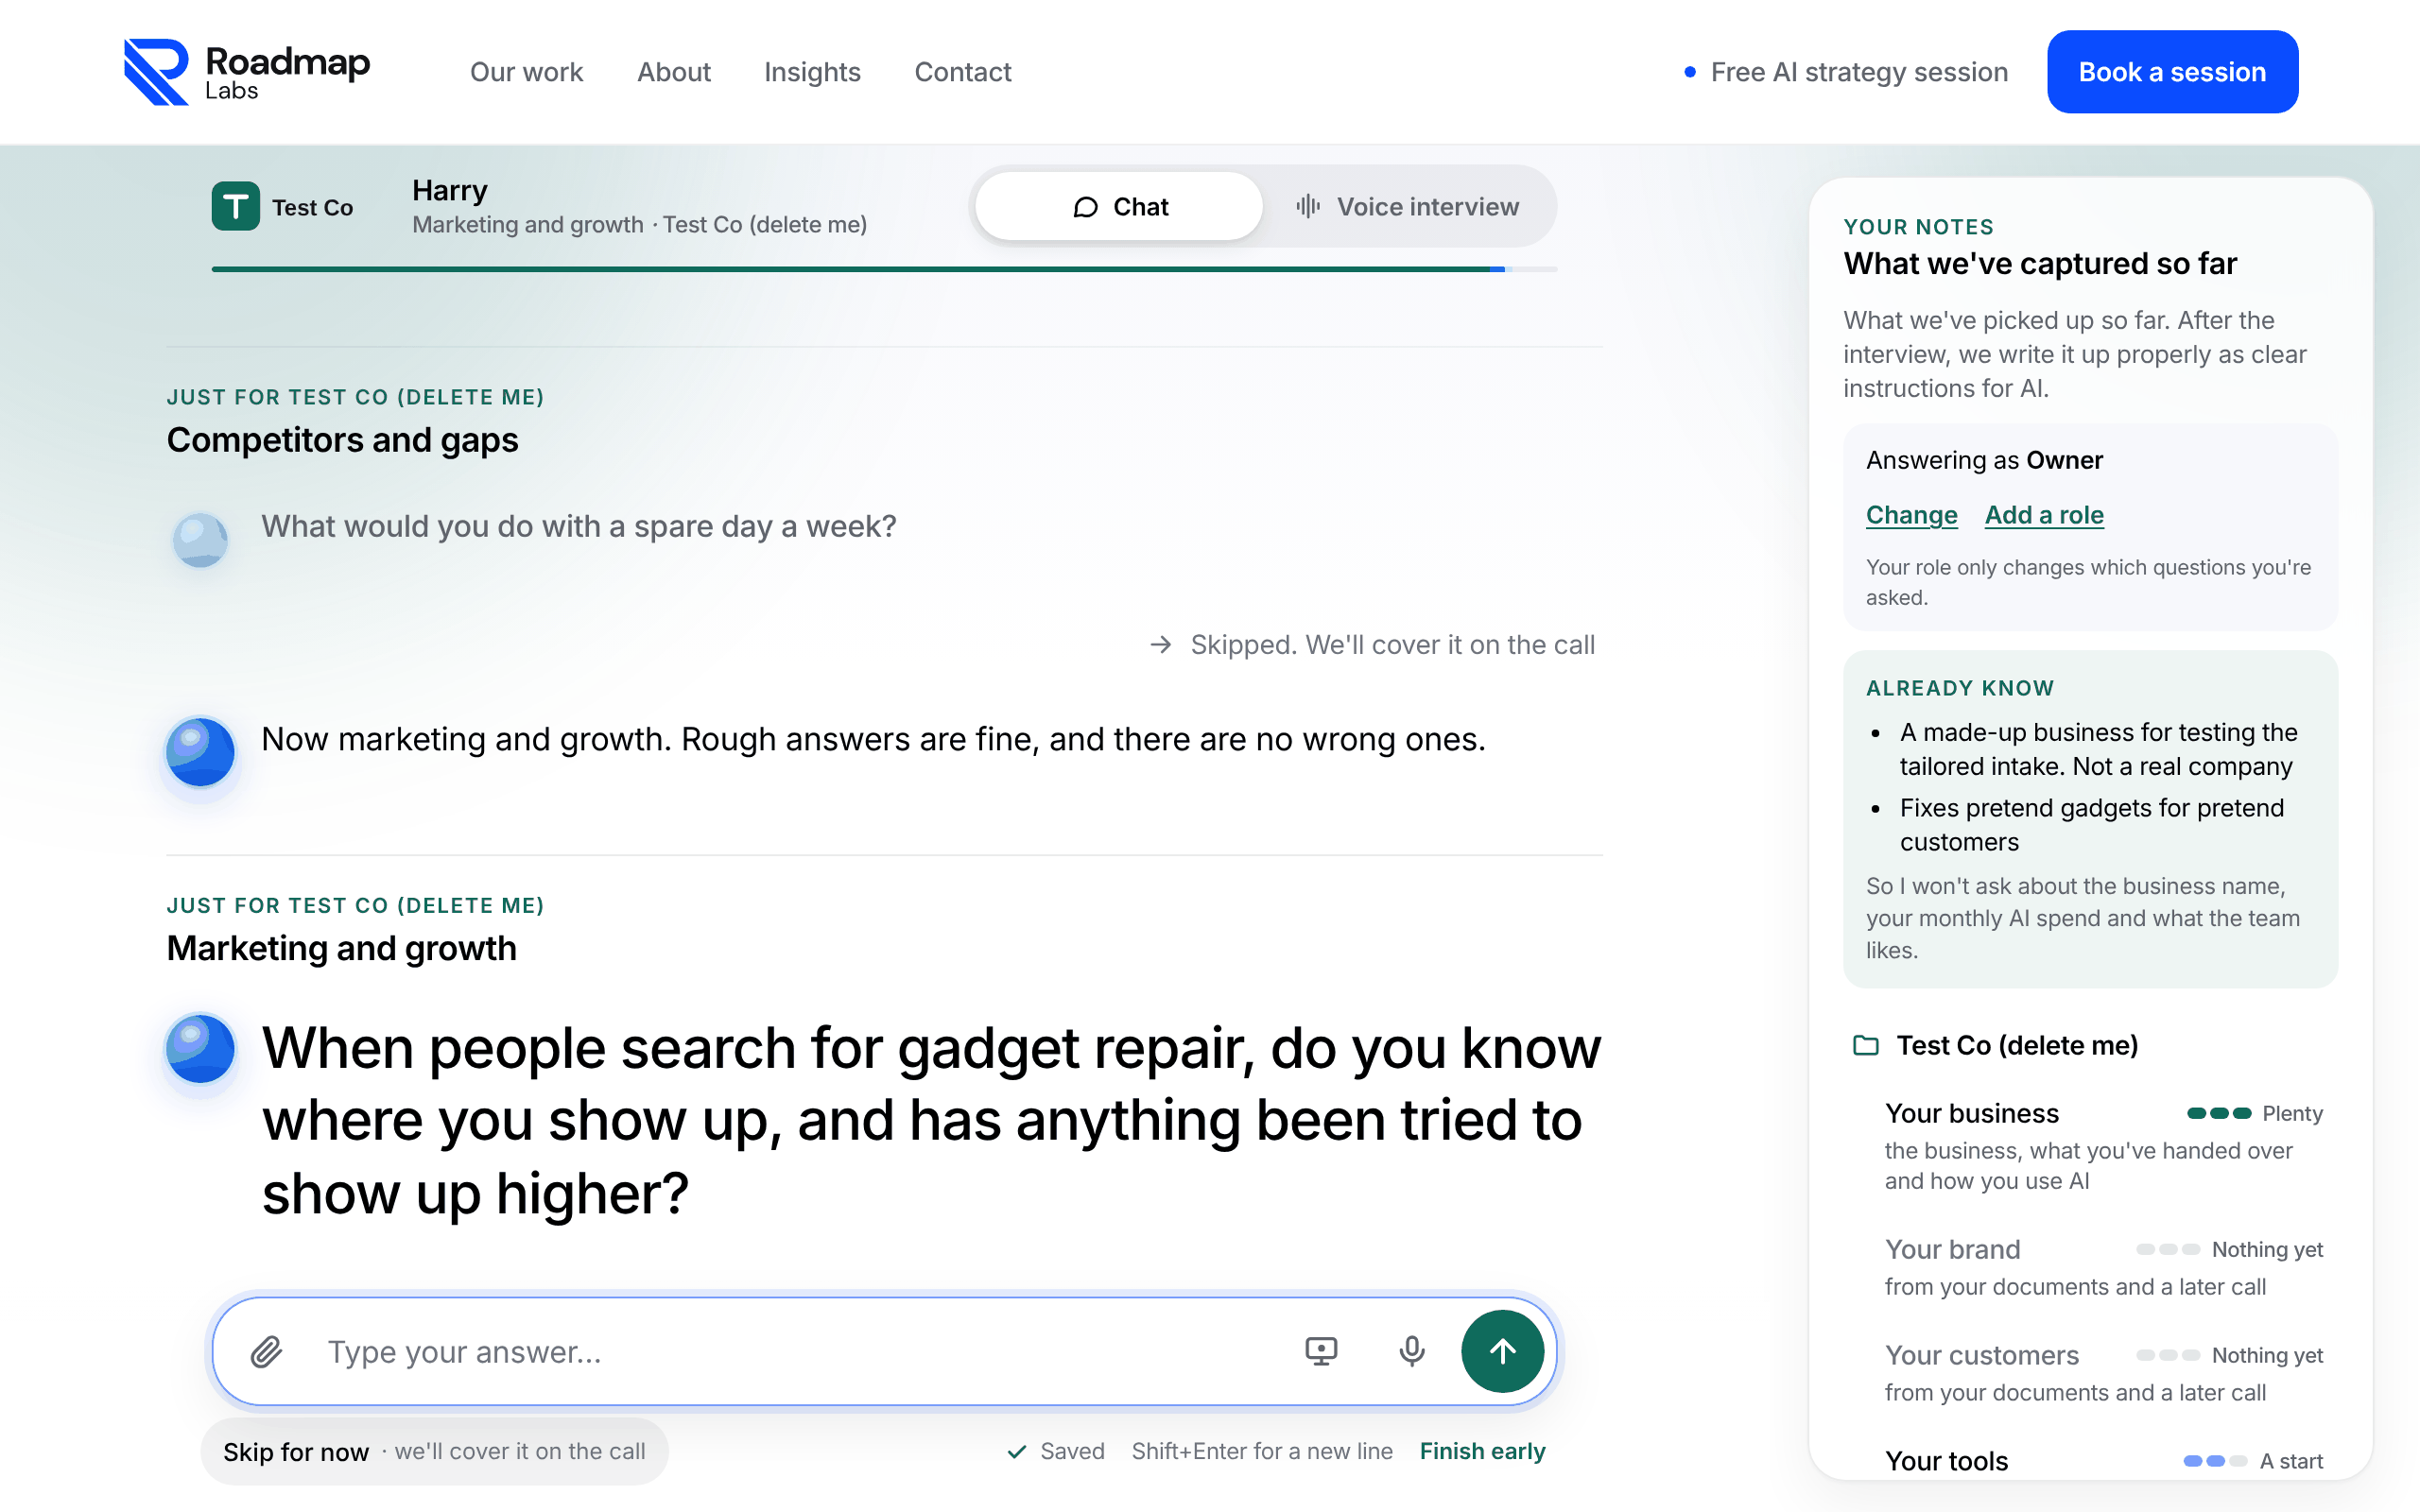 Roadmap
Labs
Our work
About
Insights
Contact
Free AI strategy session
Book a session
T
Test Co
Harry
Marketing and growth · Test Co (delete me)
Chat
Voice interview
JUST FOR TEST CO (DELETE ME)
Competitors and gaps
What would you do with a spare day a week?
→ Skipped. We'll cover it on the call
Now marketing and growth. Rough answers are fine, and there are no wrong ones.
JUST FOR TEST CO (DELETE ME)
Marketing and growth
When people search for gadget repair, do you know
where you show up, and has anything been tried to
show up higher?
Type your answer...
Skip for now · we'll cover it on the call
Saved
Shift+Enter for a new line
Finish early
YOUR NOTES
What we've captured so far
What we've picked up so far. After the
interview, we write it up properly as clear
instructions for AI.
Answering as Owner
Change
Add a role
Your role only changes which questions you're
asked.
ALREADY KNOW
• A made-up business for testing the
tailored intake. Not a real company
• Fixes pretend gadgets for pretend
customers
So I won't ask about the business name,
your monthly AI spend and what the team
likes.
Test Co (delete me)
Your business
Plenty
the business, what you've handed over
and how you use AI
Your brand
Nothing yet
from your documents and a later call
Your customers
Nothing yet
from your documents and a later call
Your tools
A start